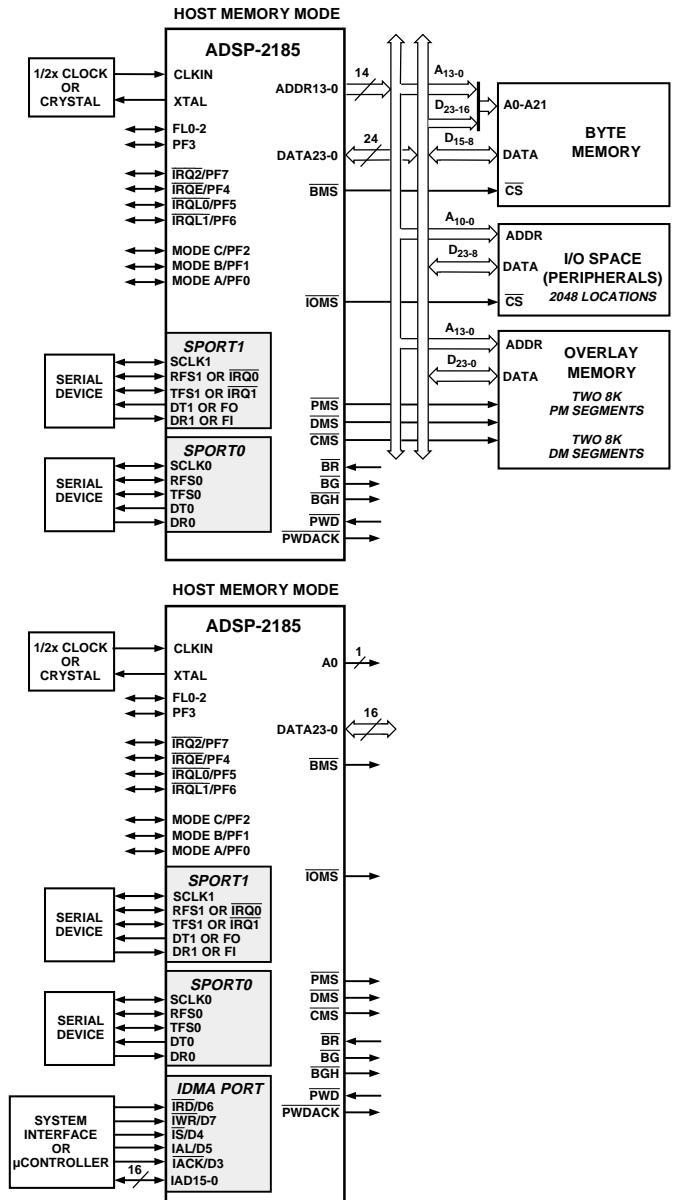 HOST MEMORY MODE
ADSP-2185
1/2x CLOCK
OR
CRYSTAL
CLKIN
XTAL
FL0-2
PF3
IRQ2/PF7
IRQE/PF4
IRQL0/PF5
IRQL1/PF6
MODE C/PF2
MODE B/PF1
MODE A/PF0
SPORT1
SERIAL
DEVICE
SCLK1
RFS1 OR IRQ0
TFS1 OR IRQ1
DT1 OR FO
DR1 OR FI
SPORT0
SERIAL
DEVICE
SCLK0
RFS0
TFS0
DT0
DR0
ADDR13-0
14
DATA23-0
24
BMS
IOMS
PMS
DMS
CMS
BR
BG
BGH
PWD
PWDACK
A13-0
D23-16
D15-8
A0-A21
BYTE
MEMORY
DATA
CS
A10-0
D23-8
ADDR
I/O SPACE
(PERIPHERALS)
DATA
2048 LOCATIONS
CS
A13-0
D23-0
ADDR
OVERLAY
MEMORY
DATA
TWO 8K
PM SEGMENTS
TWO 8K
DM SEGMENTS
HOST MEMORY MODE
ADSP-2185
1/2x CLOCK
OR
CRYSTAL
CLKIN
XTAL
FL0-2
PF3
IRQ2/PF7
IRQE/PF4
IRQL0/PF5
IRQL1/PF6
MODE C/PF2
MODE B/PF1
MODE A/PF0
SPORT1
SERIAL
DEVICE
SCLK1
RFS1 OR IRQ0
TFS1 OR IRQ1
DT1 OR FO
DR1 OR FI
SPORT0
SERIAL
DEVICE
SCLK0
RFS0
TFS0
DT0
DR0
IDMA PORT
SYSTEM
INTERFACE
OR
µCONTROLLER
IRD/D6
IWR/D7
IS/D4
IAL/D5
IACK/D3
16
IAD15-0
A0
1
DATA23-0
16
BMS
IOMS
PMS
DMS
CMS
BR
BG
BGH
PWD
PWDACK